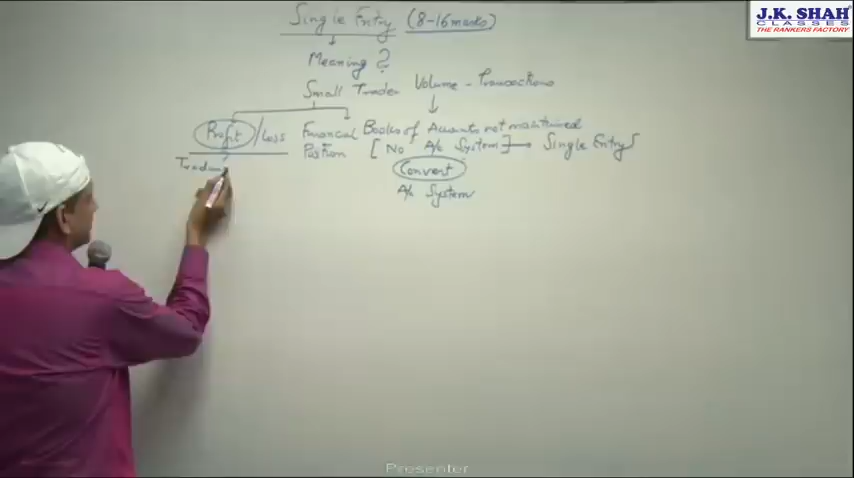 Single Entry (8-16 marks)
J.K. SHAH
CLASSES
THE RANKERS FACTORY
Meaning ?
Small Trader Volume - Transactions
Profit / Loss Financial Books of Accounts not maintained
Position [No A/c System] → Single Entry
Trading
Convert
A/c System
Presenter